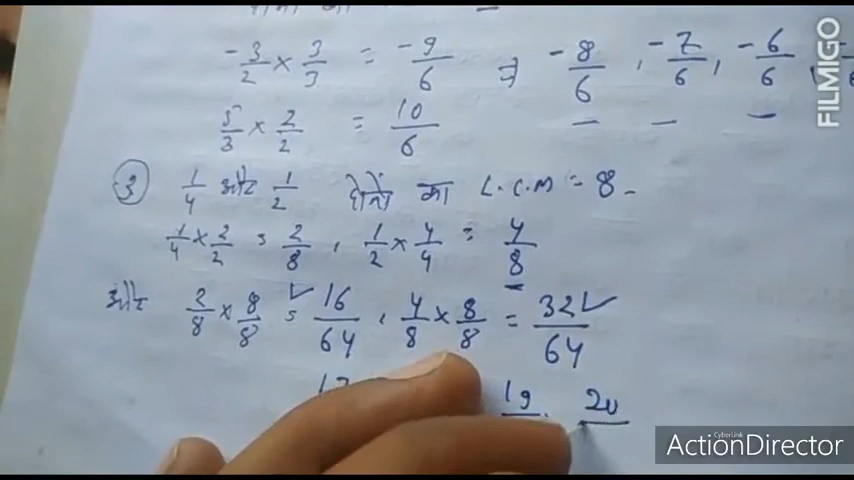 -3/2 × 3/3 = -9/6 ⇒ -8/6, -7/6, -6/6,
5/3 × 2/2 = 10/6
(3) 1/4 और 1/2 दोनों का L.C.M = 8
1/4 × 2/2 = 2/8, 1/2 × 4/4 = 4/8
और 2/8 × 8/8 = 16/64, 4/8 × 8/8 = 32/64
17 19 20
FILMIGO
CyberLink
ActionDirector